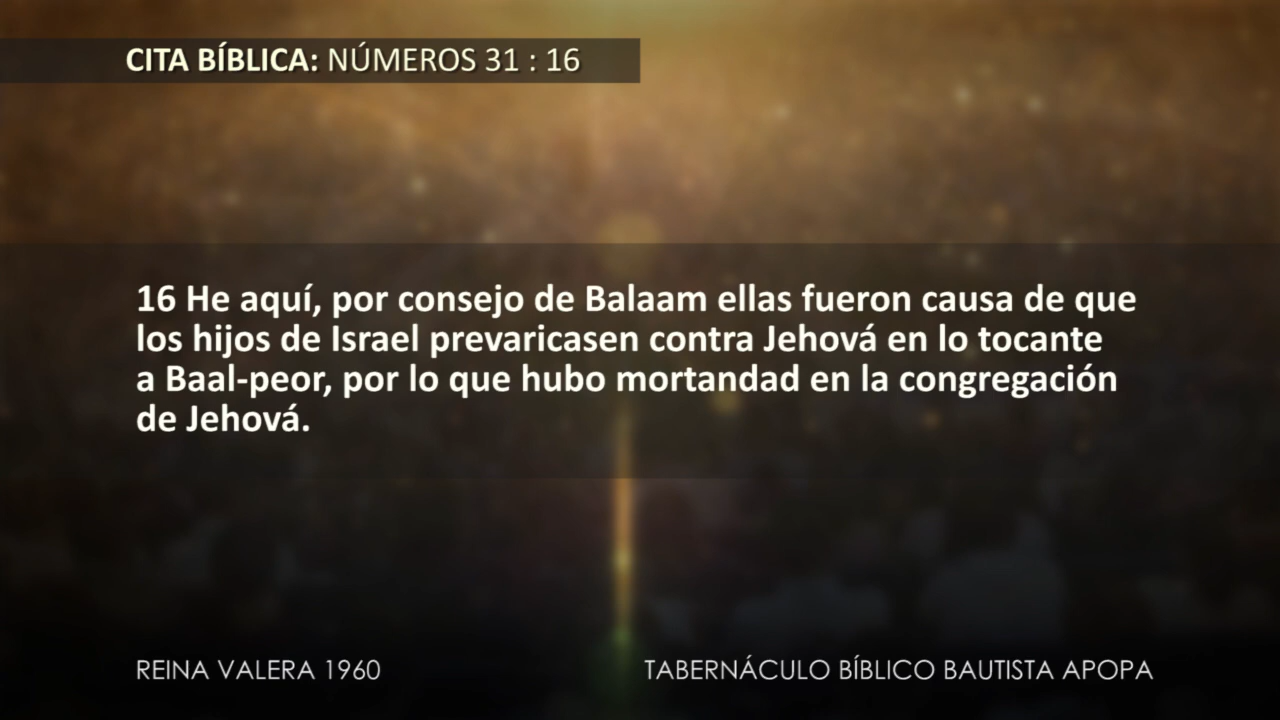 CITA BÍBLICA: NÚMEROS 31 : 16
16 He aquí, por consejo de Balaam ellas fueron causa de que
los hijos de Israel prevaricasen contra Jehová en lo tocante
a Baal-peor, por lo que hubo mortandad en la congregación
de Jehová.
REINA VALERA 1960
TABERNÁCULO BÍBLICO BAUTISTA APOPA